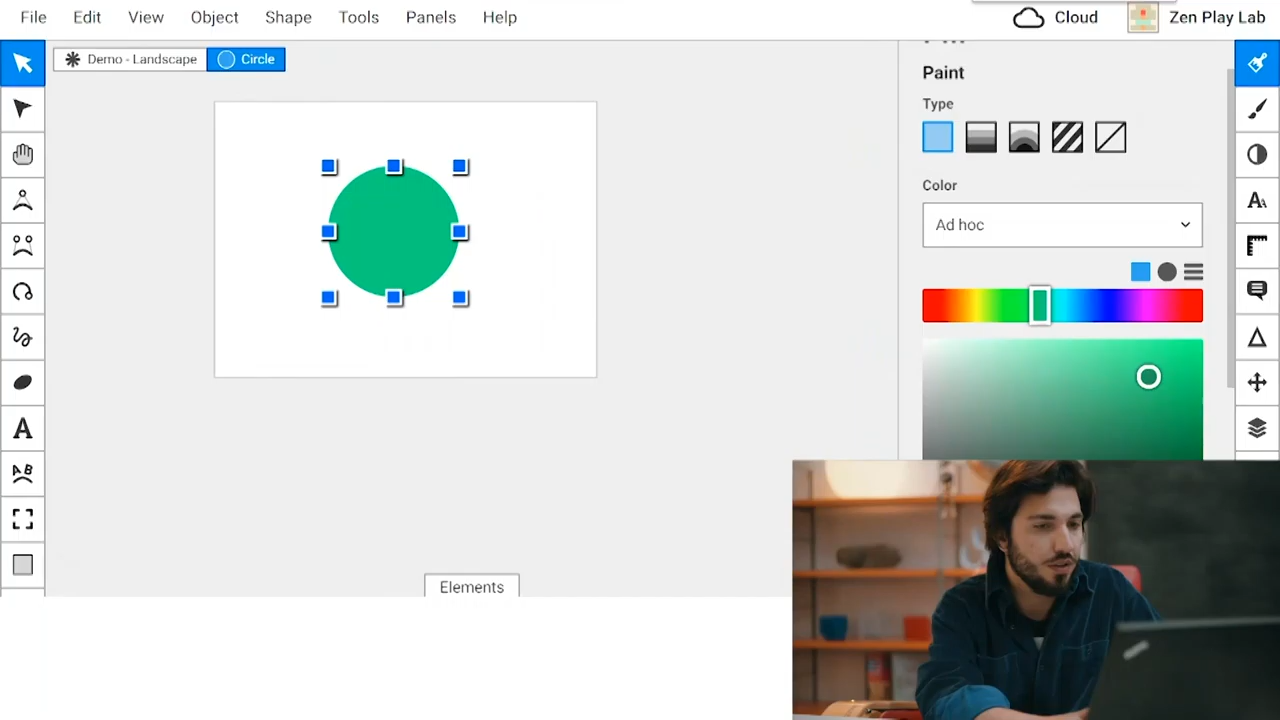 File Edit View Object Shape Tools Panels Help Cloud Zen Play Lab
Demo - Landscape Circle
Paint
Type
Color
Ad hoc
A
Elements